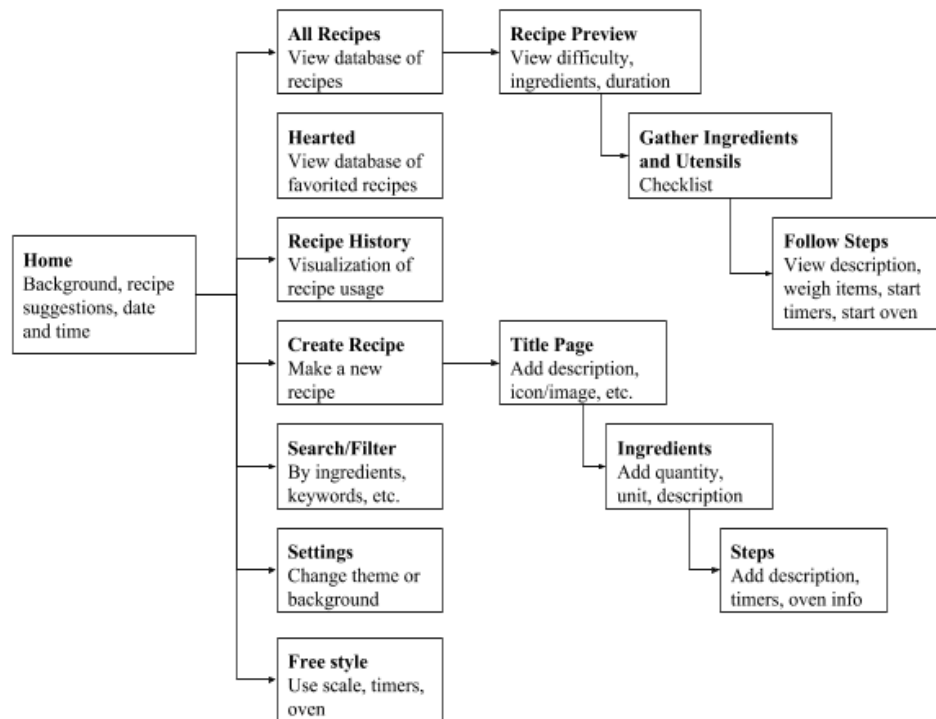 All Recipes
View database of
recipes
Recipe Preview
View difficulty,
ingredients, duration
Hearted
View database of
favorited recipes
Gather Ingredients
and Utensils
Checklist
Home
Background, recipe
suggestions, date
and time
Recipe History
Visualization of
recipe usage
Follow Steps
View description,
weigh items, start
timers, start oven
Create Recipe
Make a new
recipe
Title Page
Add description,
icon/image, etc.
Search/Filter
By ingredients,
keywords, etc.
Ingredients
Add quantity,
unit, description
Settings
Change theme or
background
Steps
Add description,
timers, oven info
Free style
Use scale, timers,
oven